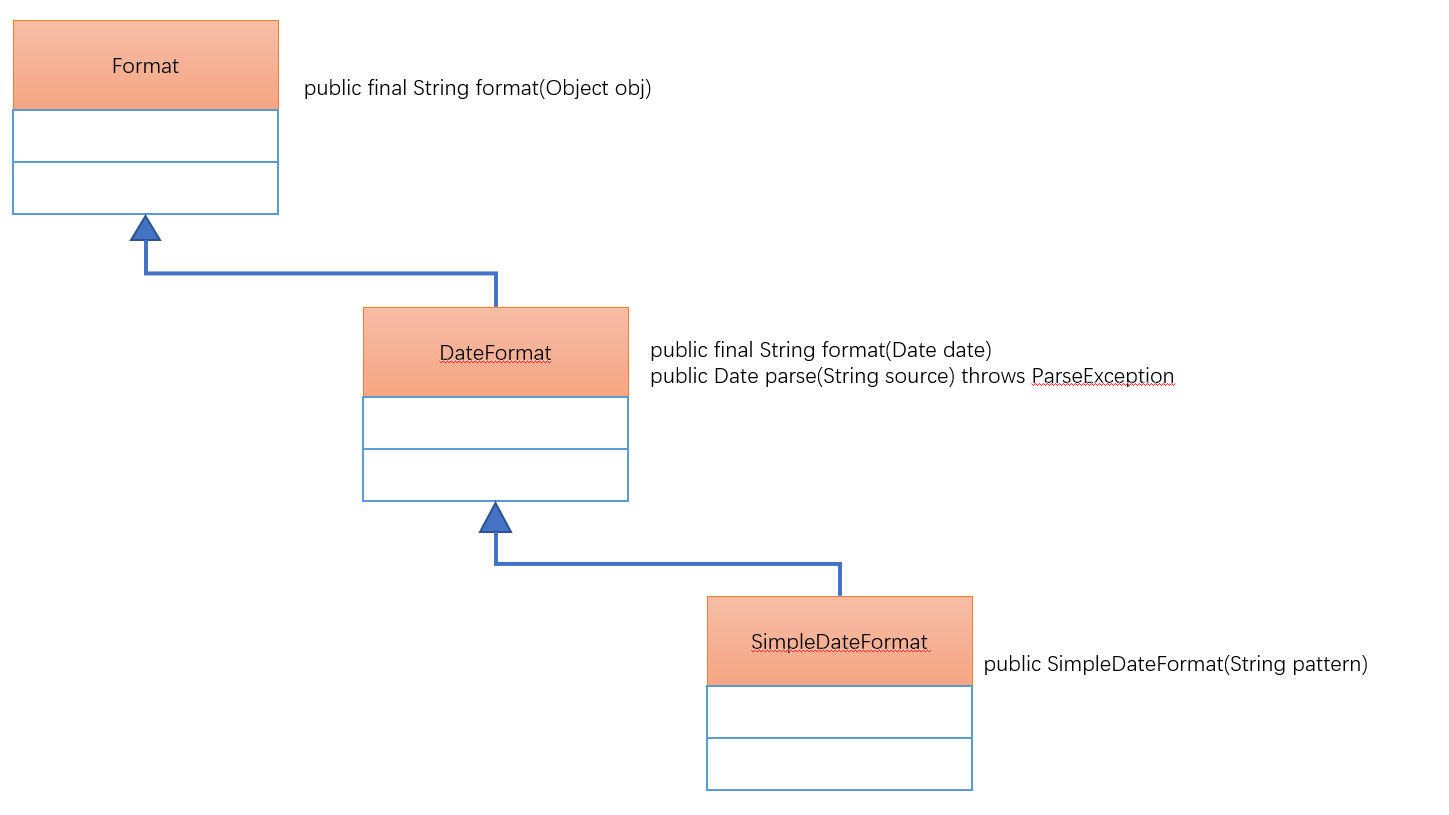 Format
public final String format(Object obj)
DateFormat
public final String format(Date date)
public Date parse(String source) throws ParseException
SimpleDateFormat
public SimpleDateFormat(String pattern)